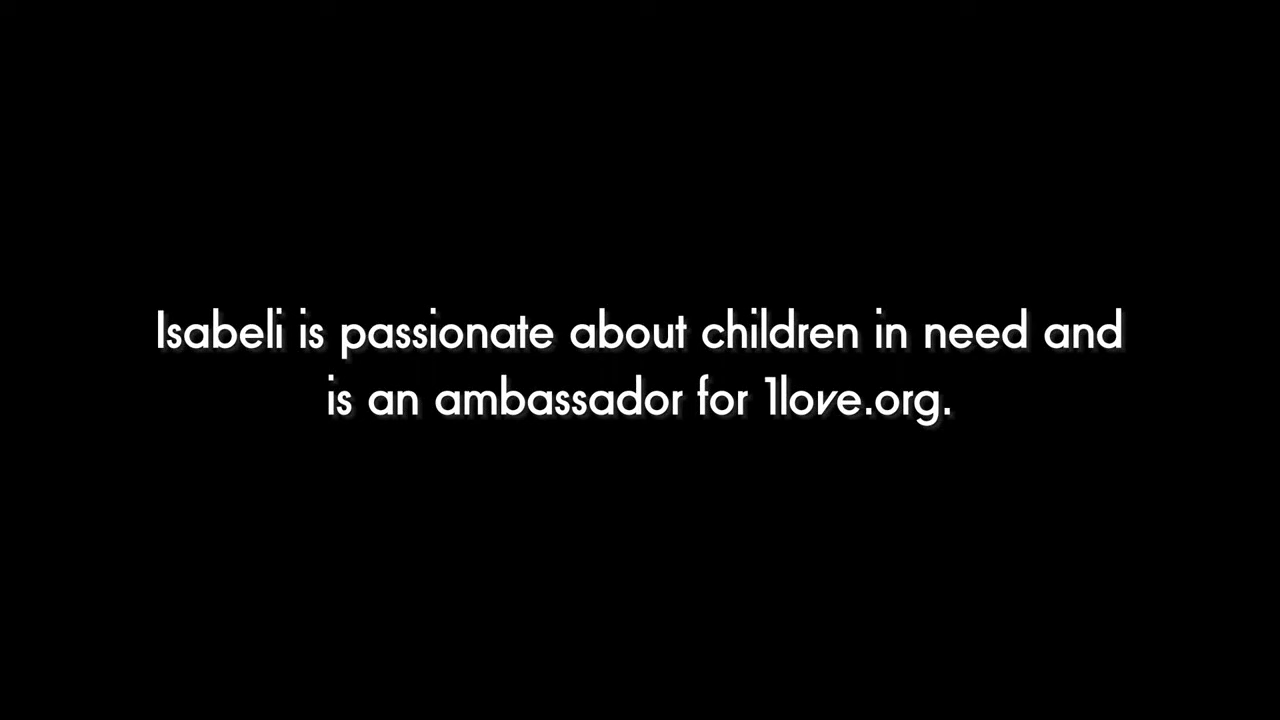 Isabeli is passionate about children in need and
is an ambassador for 1love.org.